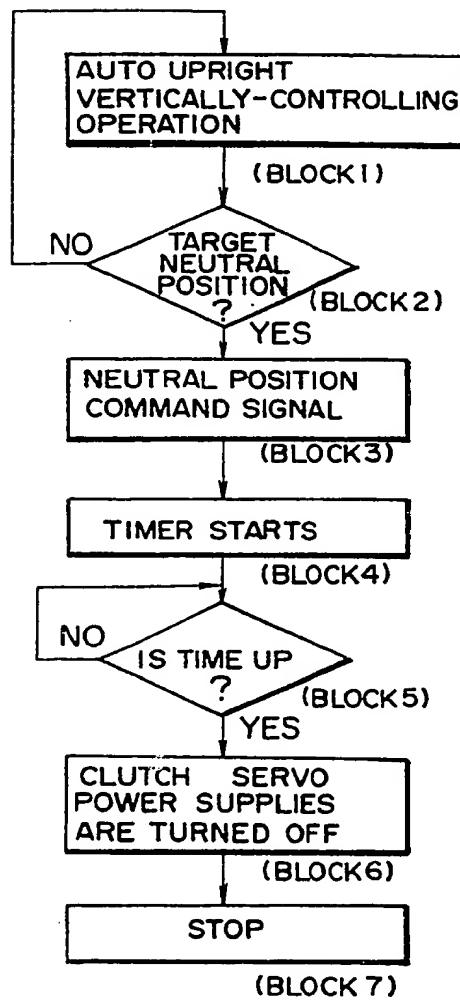 AUTO UPRIGHT
VERTICALLY-CONTROLLING
OPERATION
(BLOCK1)
NO
TARGET
NEUTRAL
POSITION
?
(BLOCK2)
YES
NEUTRAL POSITION
COMMAND SIGNAL
(BLOCK3)
TIMER STARTS
(BLOCK4)
NO
IS TIME UP
?
(BLOCK5)
YES
CLUTCH SERVO
POWER SUPPLIES
ARE TURNED OFF
(BLOCK6)
STOP
(BLOCK 7)